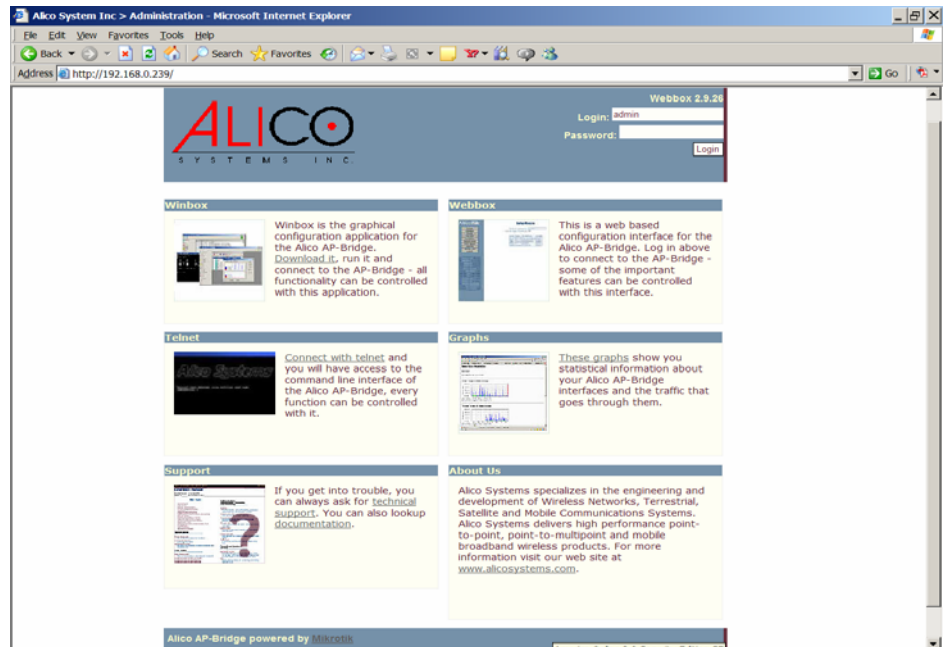 Alico System Inc > Administration - Microsoft Internet Explorer
File Edit View Favorites Tools Help
Back Search Favorites
Address http://192.168.0.239/ Go
ALICO
SYSTEMS INC.
Webbox 2.9.26
Login: admin
Password:
Login
Winbox
Winbox is the graphical
configuration application for
the Alico AP-Bridge.
Download it, run it and
connect to the AP-Bridge - all
functionality can be controlled
with this application.
Webbox
This is a web based
configuration interface for the
Alico AP-Bridge. Log in above
to connect to the AP-Bridge -
some of the important
features can be controlled
with this interface.
Telnet
Alico Systems
Connect with telnet and
you will have access to the
command line interface of
the Alico AP-Bridge, every
function can be controlled
with it.
Graphs
These graphs show you
statistical information about
your Alico AP-Bridge
interfaces and the traffic that
goes through them.
Support
?
If you get into trouble, you
can always ask for technical
support. You can also lookup
documentation.
About Us
Alico Systems specializes in the engineering and
development of Wireless Networks, Terrestrial,
Satellite and Mobile Communications Systems.
Alico Systems delivers high performance point-
to-point, point-to-multipoint and mobile
broadband wireless products. For more
information visit our web site at
www.alicosystems.com.
Alico AP-Bridge powered by Mikrotik